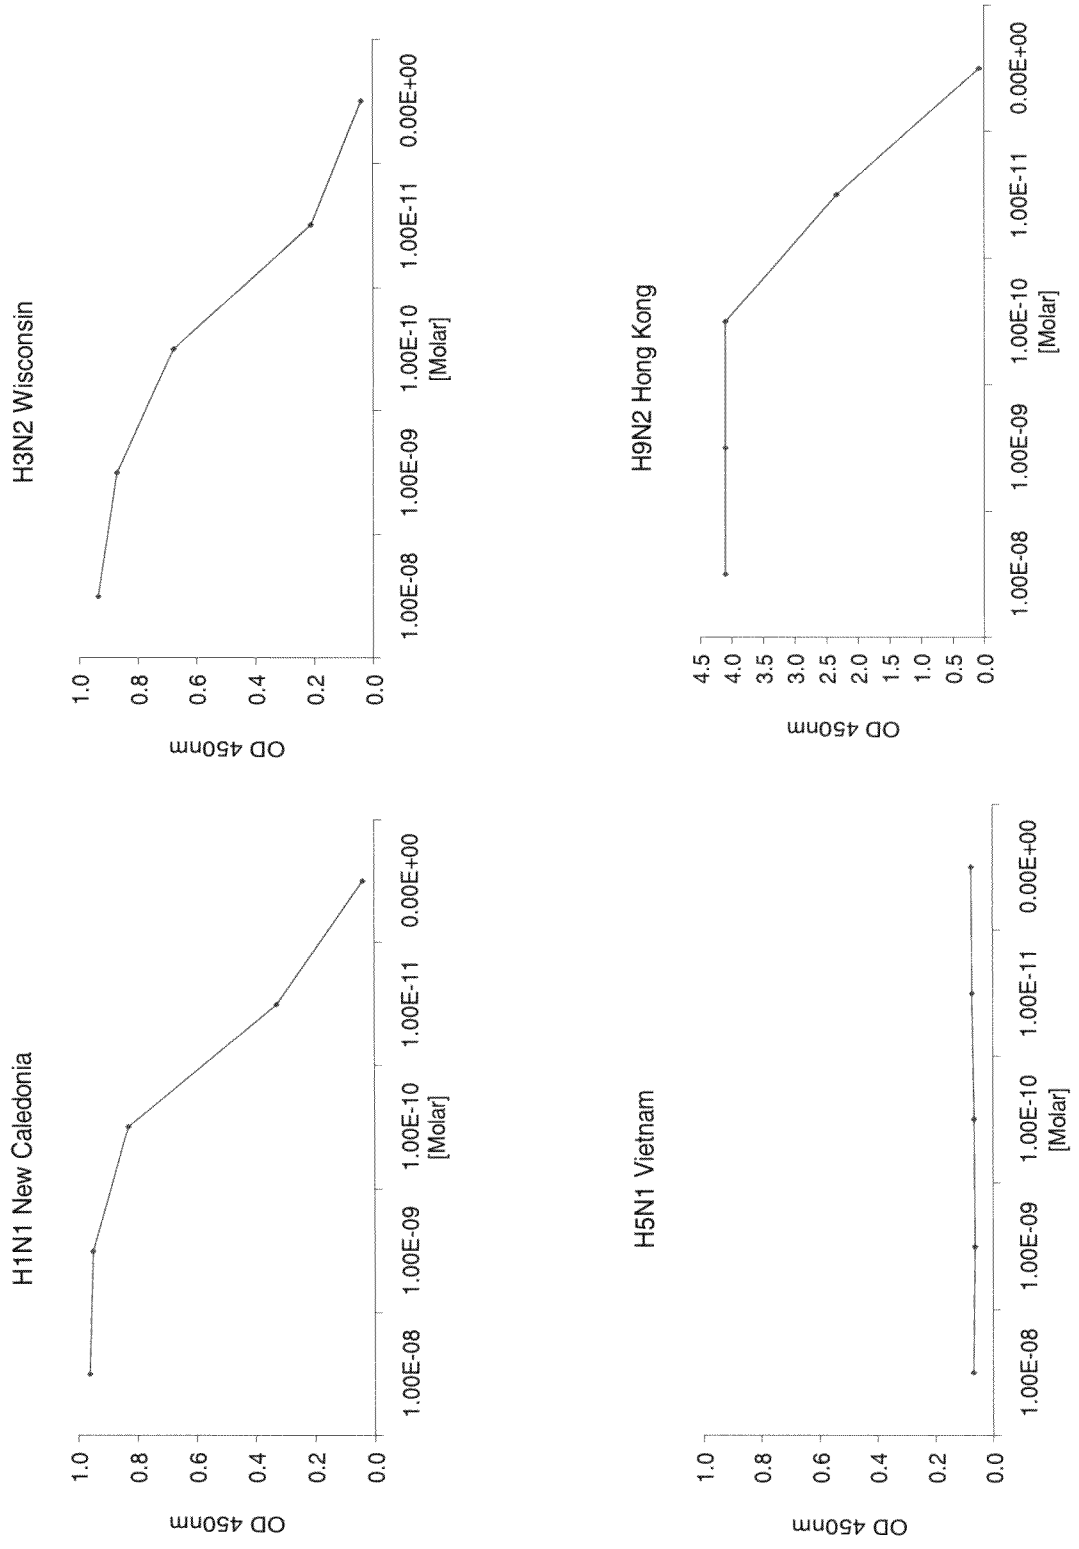 H1N1 New Caledonia
OD 450nm
1.0
0.8
0.6
0.4
0.2
0.0
1.00E-08 1.00E-09 1.00E-10 1.00E-11 0.00E+00
[Molar]
H3N2 Wisconsin
OD 450nm
1.0
0.8
0.6
0.4
0.2
0.0
1.00E-08 1.00E-09 1.00E-10 1.00E-11 0.00E+00
[Molar]
H5N1 Vietnam
OD 450nm
1.0
0.8
0.6
0.4
0.2
0.0
1.00E-08 1.00E-09 1.00E-10 1.00E-11 0.00E+00
[Molar]
H9N2 Hong Kong
OD 450nm
4.5
4.0
3.5
3.0
2.5
2.0
1.5
1.0
0.5
0.0
1.00E-08 1.00E-09 1.00E-10 1.00E-11 0.00E+00
[Molar]